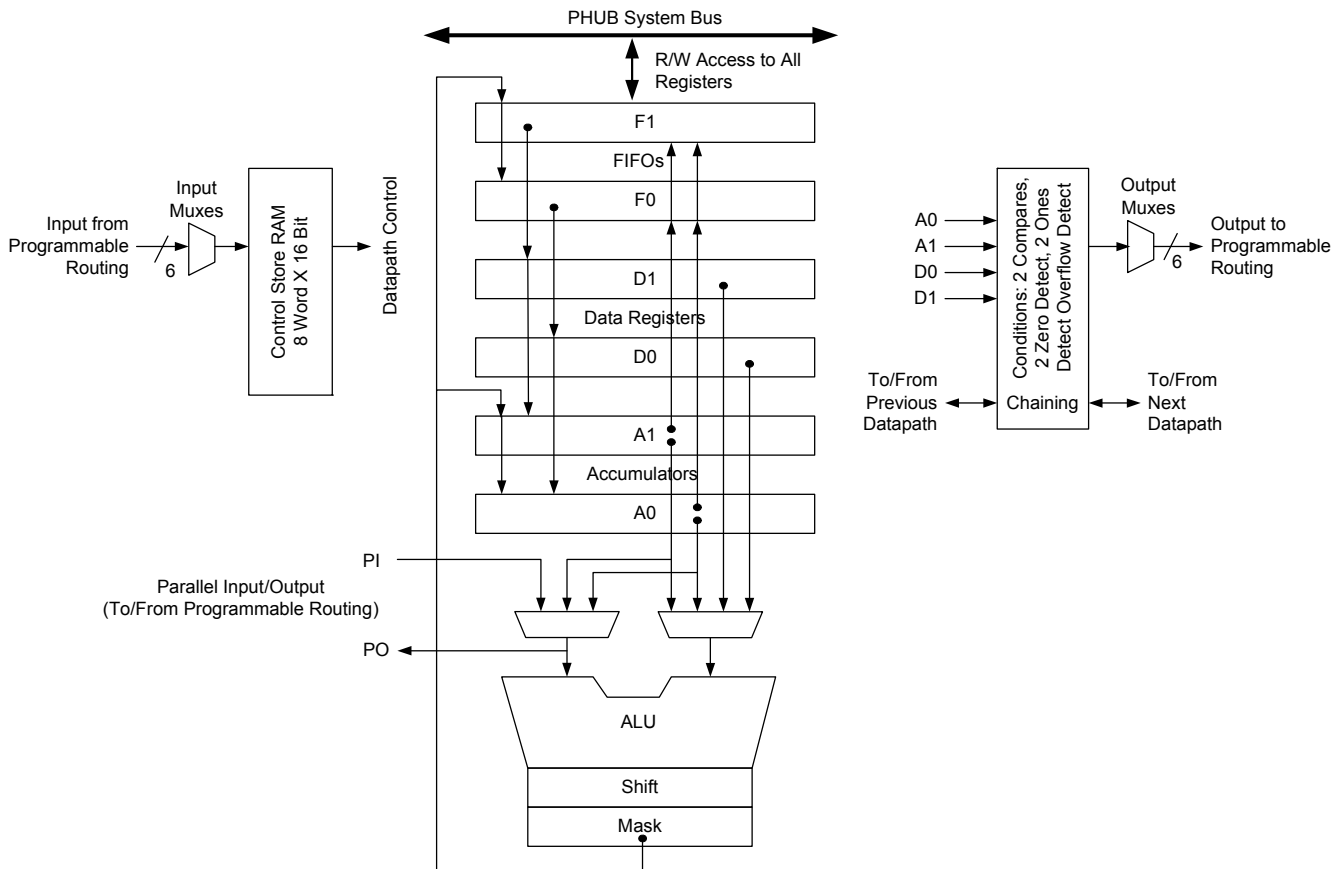 PHUB System Bus
R/W Access to All
Registers
F1
FIFOs
F0
D1
Data Registers
D0
A1
Accumulators
A0
Input from
Programmable
Routing
6
Input
Muxes
Control Store RAM
8 Word X 16 Bit
Datapath Control
PI
Parallel Input/Output
(To/From Programmable Routing)
PO
ALU
Shift
Mask
A0
A1
D0
D1
Conditions: 2 Compares,
2 Zero Detect, 2 Ones
Detect Overflow Detect
Chaining
To/From
Previous
Datapath
To/From
Next
Datapath
Output
Muxes
6
Output to
Programmable
Routing